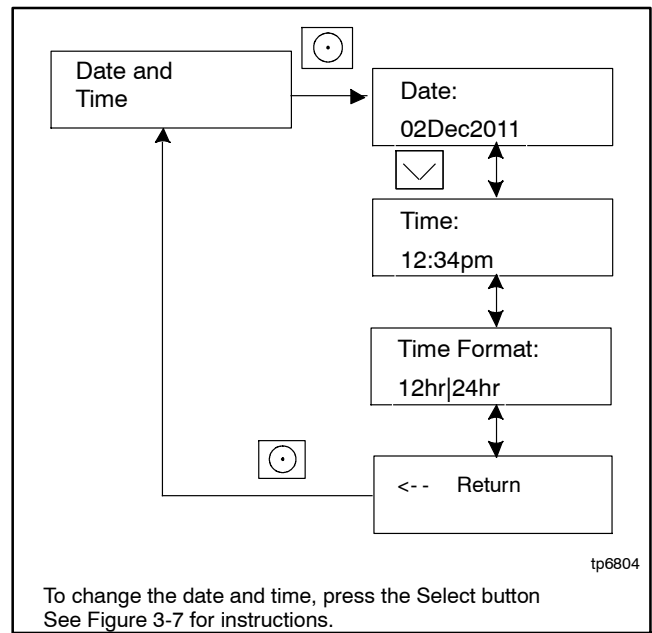 Date and
Time
Date:
02Dec2011
Time:
12:34pm
Time Format:
12hr|24hr
<-- Return
tp6804
To change the date and time, press the Select button
See Figure 3-7 for instructions.